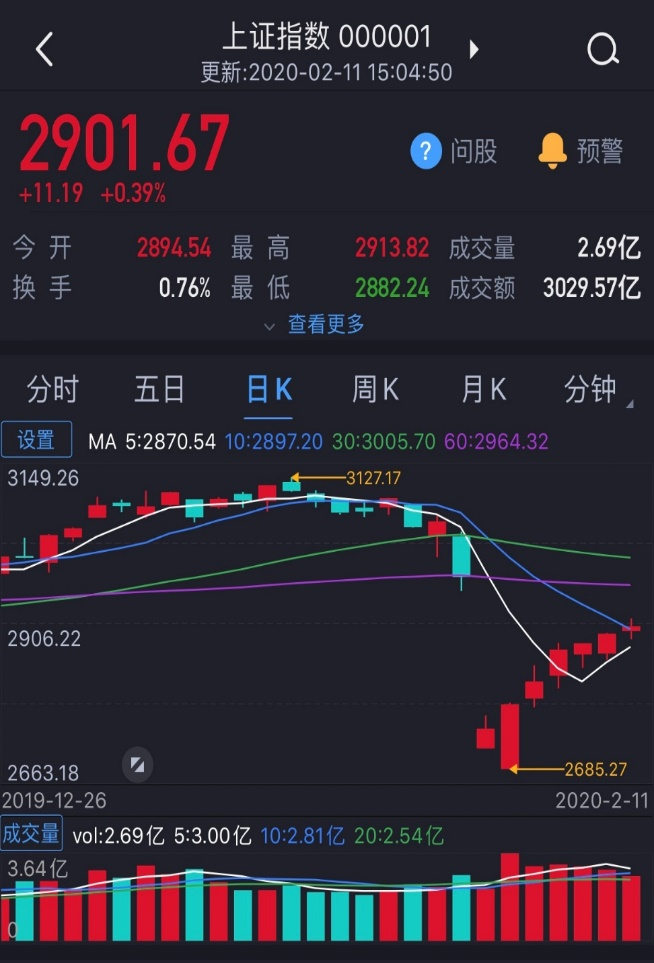 上证指数 000001
更新:2020-02-11 15:04:50
2901.67
+11.19 +0.39%
? 问股 预警
今开 2894.54 最高 2913.82 成交量 2.69亿
换手 0.76% 最低 2882.24 成交额 3029.57亿
查看更多
分时 五日 日K 周K 月K 分钟
设置 MA 5:2870.54 10:2897.20 30:3005.70 60:2964.32
3149.26
3127.17
2906.22
2685.27
2663.18
2019-12-26 2020-2-11
成交量 vol:2.69亿 5:3.00亿 10:2.81亿 20:2.54亿
3.64亿
0